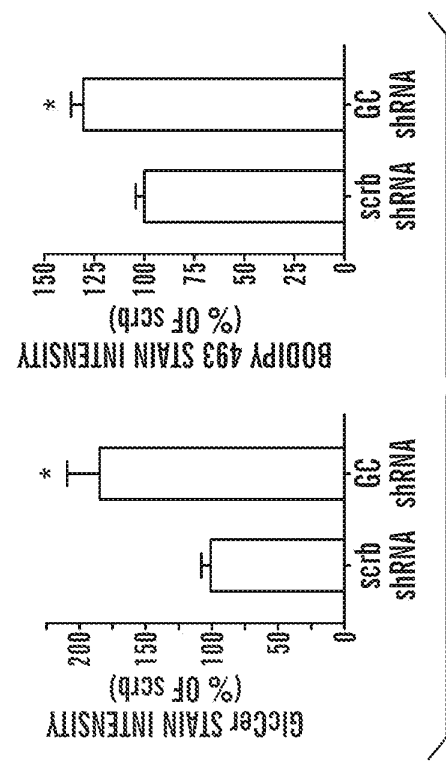 *
GC
shRNA
scrb
shRNA
150
125
100
75
50
25
0
BODIPY 493 STAIN INTENSITY
(% OF scrb)
*
GC
shRNA
scrb
shRNA
200
150
100
50
0
GlcCer STAIN INTENSITY
(% OF scrb)